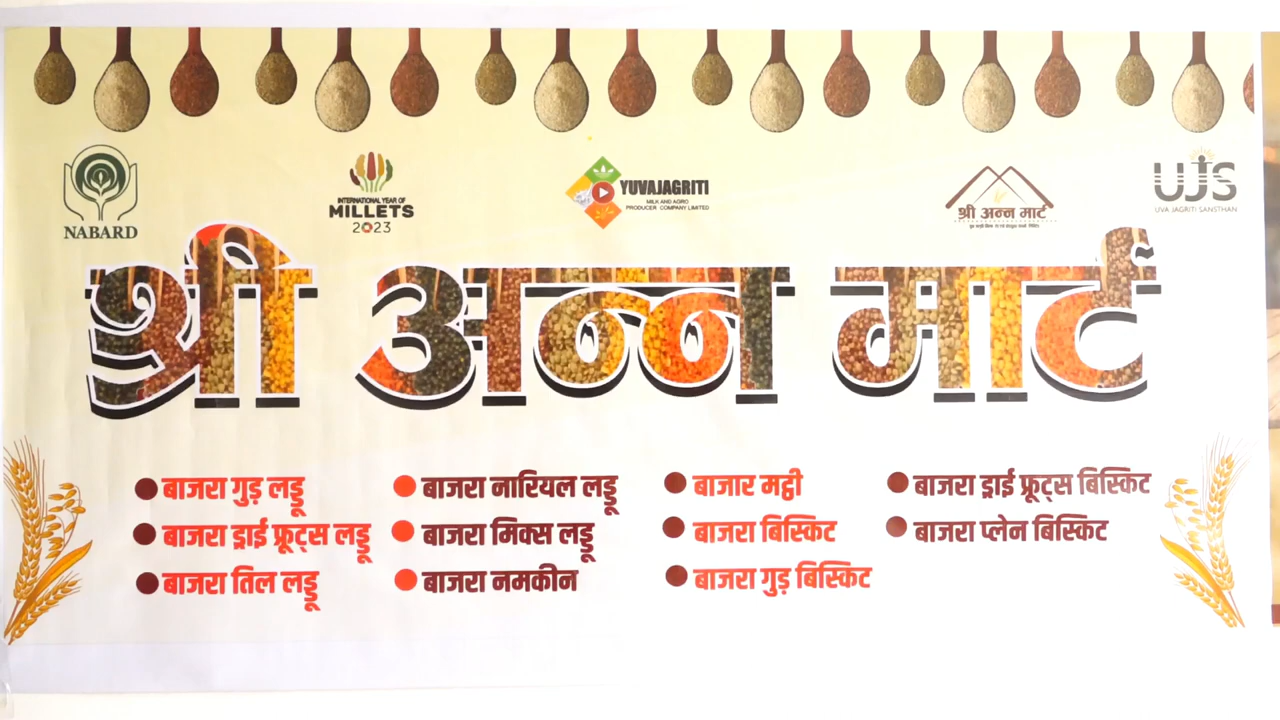 NABARD
INTERNATIONAL YEAR OF
MILLETS
2023
YUVAJAGRITI
MILK AND AGRO
PRODUCER COMPANY LIMITED
श्री अन्न मार्ट
UJS
UVA JAGRITI SANSTHAN
श्री अन्न मार्ट
बाजरा गुड़ लड्डू
बाजरा ड्राई फ्रूट्स लड्डू
बाजरा तिल लड्डू
बाजरा नारियल लड्डू
बाजरा मिक्स लड्डू
बाजरा नमकीन
बाजार मट्ठी
बाजरा बिस्किट
बाजरा गुड़ बिस्किट
बाजरा ड्राई फ्रूट्स बिस्किट
बाजरा प्लेन बिस्किट